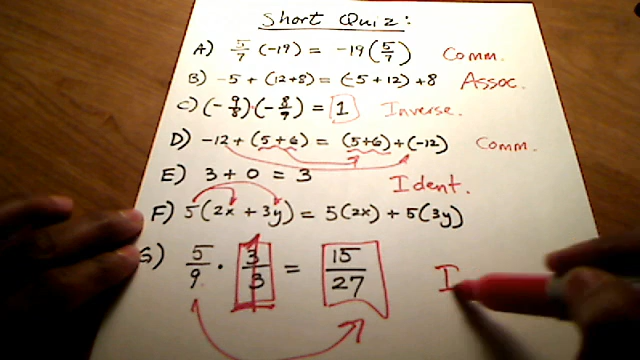 Short Quiz:
A) 5/7 (-19) = -19(5/7) Comm.
B) -5 + (12+8) = (-5+12)+8 Assoc.
C) (-9/8)·(-8/9) = 1 Inverse.
D) -12+(5+6) = (5+6)+(-12) Comm.
E) 3+0 = 3 Ident.
F) 5(2x+3y) = 5(2x)+5(3y)
G) 5/9 · 3/3 = 15/27 I
1